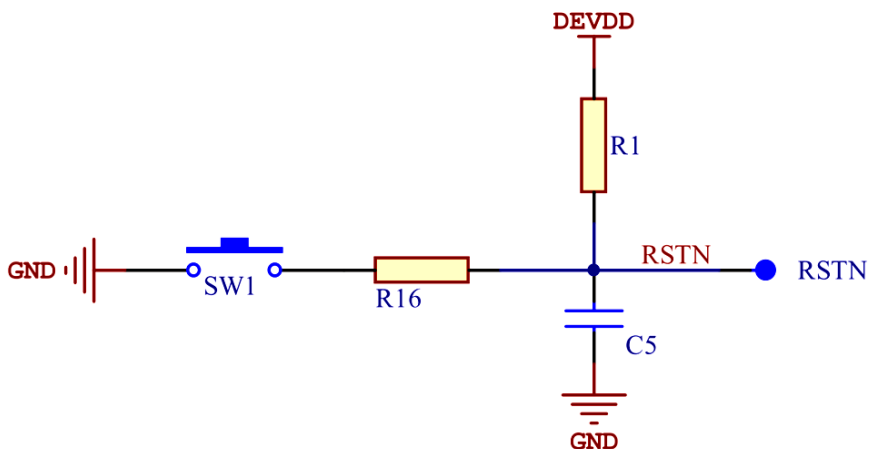 DEVDD
R1
RSTN
GND
SW1
R16
RSTN
C5
GND